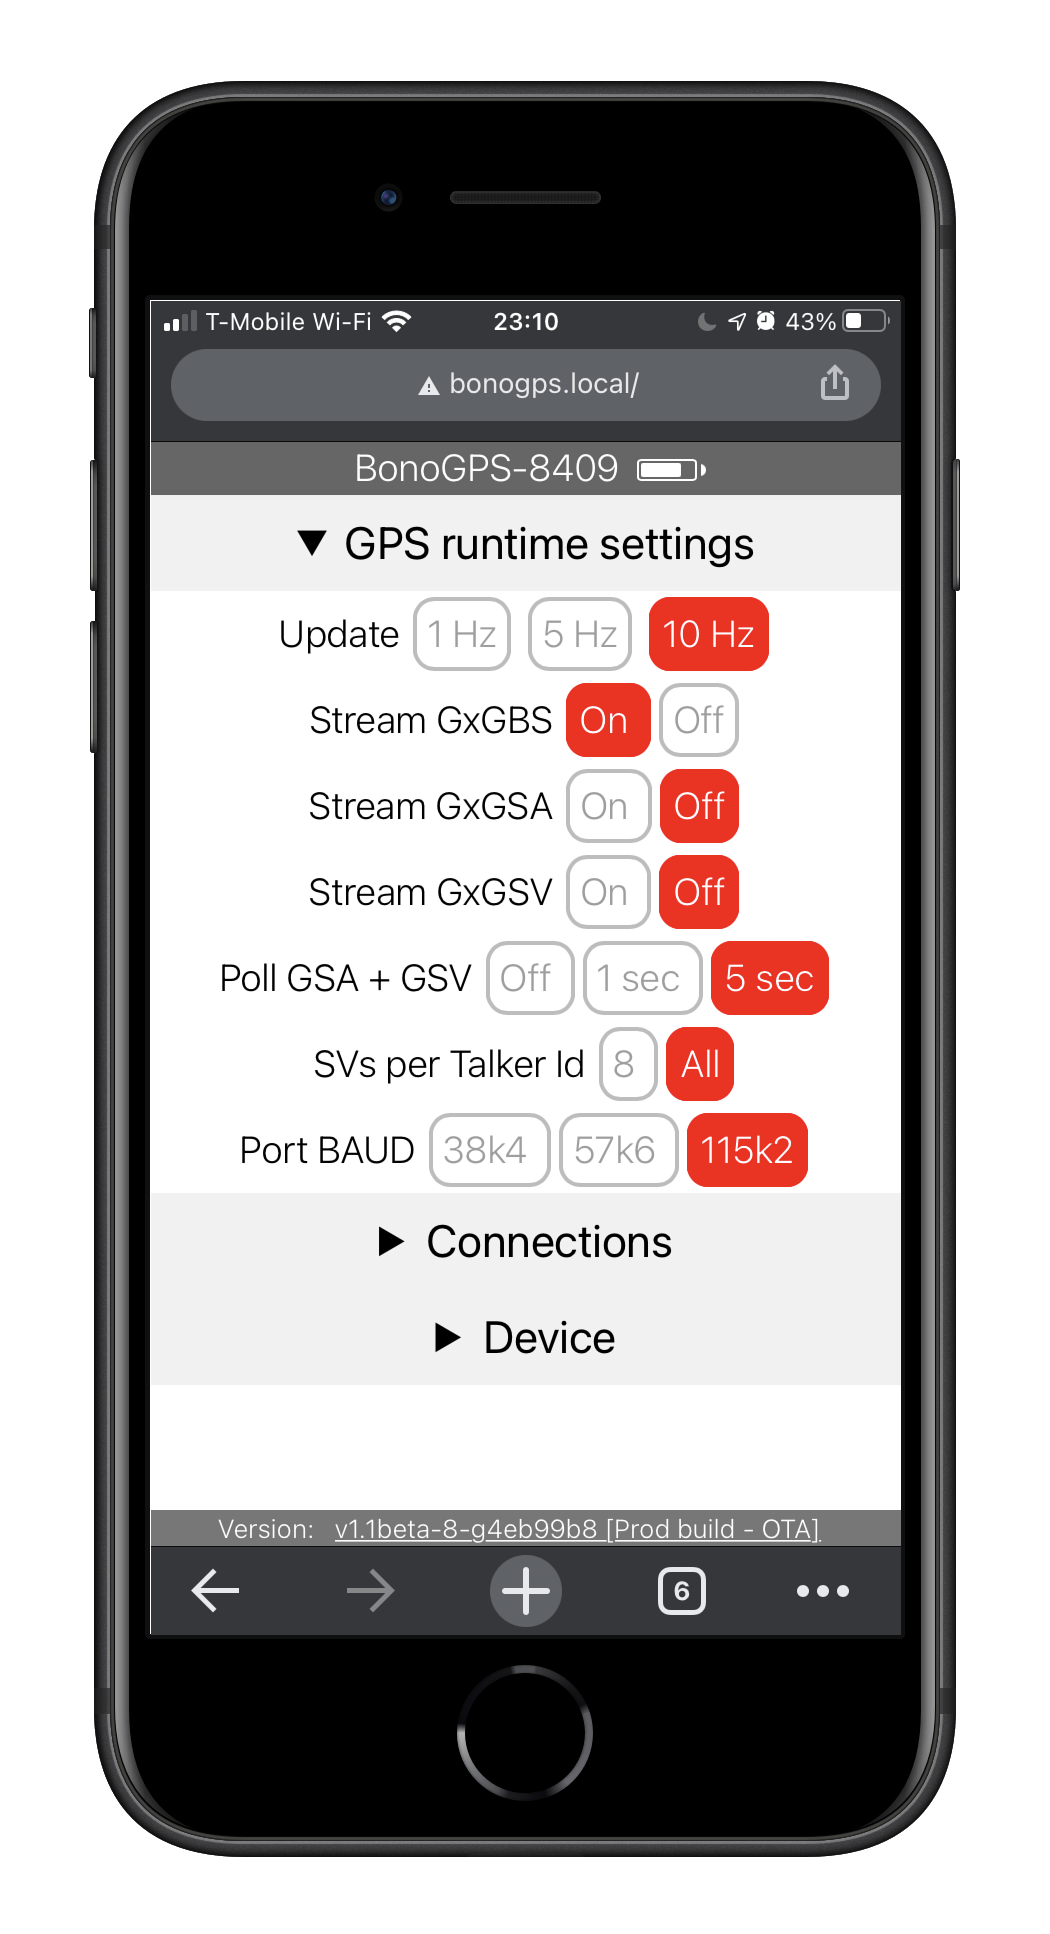 T-Mobile Wi-Fi 23:10 43%
bonogps.local/
BonoGPS-8409
▼ GPS runtime settings
Update 1 Hz 5 Hz 10 Hz
Stream GxGBS On Off
Stream GxGSA On Off
Stream GxGSV On Off
Poll GSA + GSV Off 1 sec 5 sec
SVs per Talker Id 8 All
Port BAUD 38k4 57k6 115k2
▶ Connections
▶ Device
Version: v1.1beta-8-g4eb99b8 [Prod build - OTA]
6